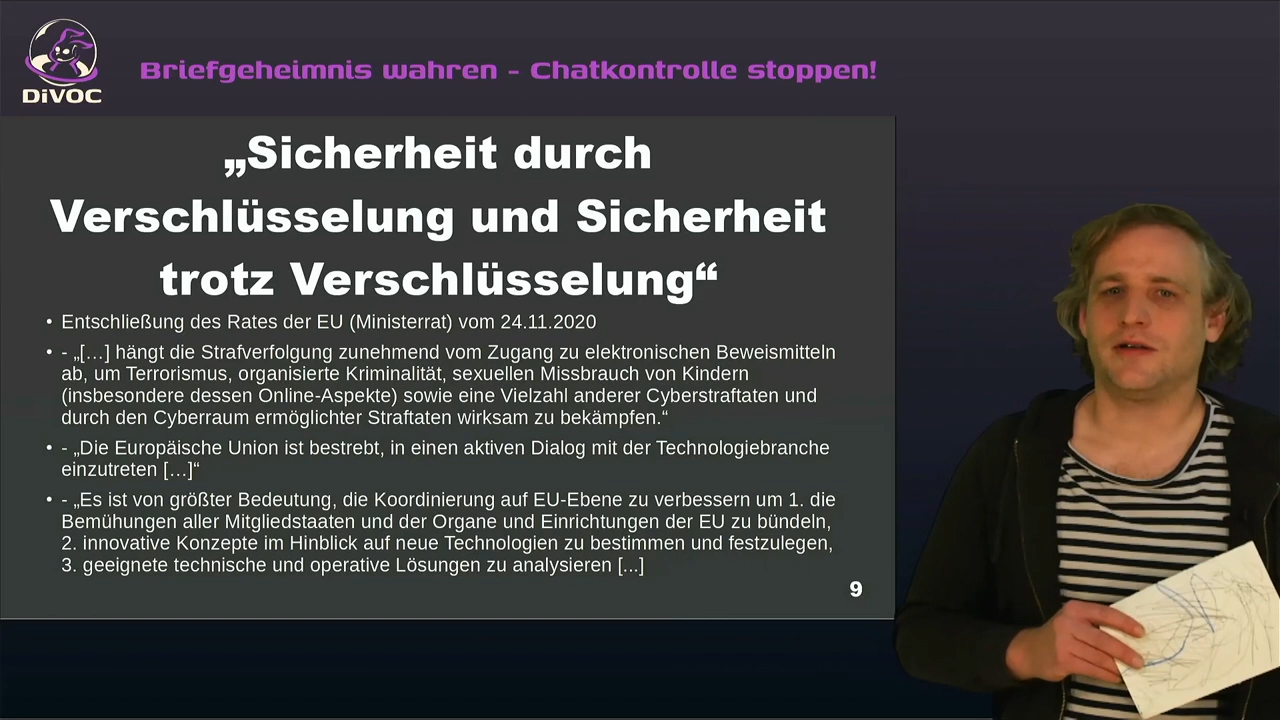 DiVOC
Briefgeheimnis wahren - Chatkontrolle stoppen!
„Sicherheit durch
Verschlüsselung und Sicherheit
trotz Verschlüsselung“
• Entschließung des Rates der EU (Ministerrat) vom 24.11.2020
• - „[…] hängt die Strafverfolgung zunehmend vom Zugang zu elektronischen Beweismitteln
ab, um Terrorismus, organisierte Kriminalität, sexuellen Missbrauch von Kindern
(insbesondere dessen Online-Aspekte) sowie eine Vielzahl anderer Cyberstraftaten und
durch den Cyberraum ermöglichter Straftaten wirksam zu bekämpfen.“
• - „Die Europäische Union ist bestrebt, in einen aktiven Dialog mit der Technologiebranche
einzutreten […]“
• - „Es ist von größter Bedeutung, die Koordinierung auf EU-Ebene zu verbessern um 1. die
Bemühungen aller Mitgliedstaaten und der Organe und Einrichtungen der EU zu bündeln,
2. innovative Konzepte im Hinblick auf neue Technologien zu bestimmen und festzulegen,
3. geeignete technische und operative Lösungen zu analysieren [...]
9